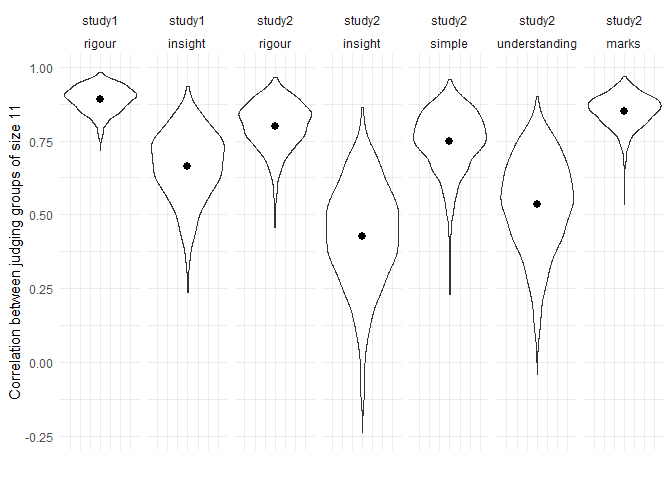 study1 study1 study2 study2 study2 study2 study2
rigour insight rigour insight simple understanding marks
Correlation between judging groups of size 11
1.00
0.75
0.50
0.25
0.00
-0.25